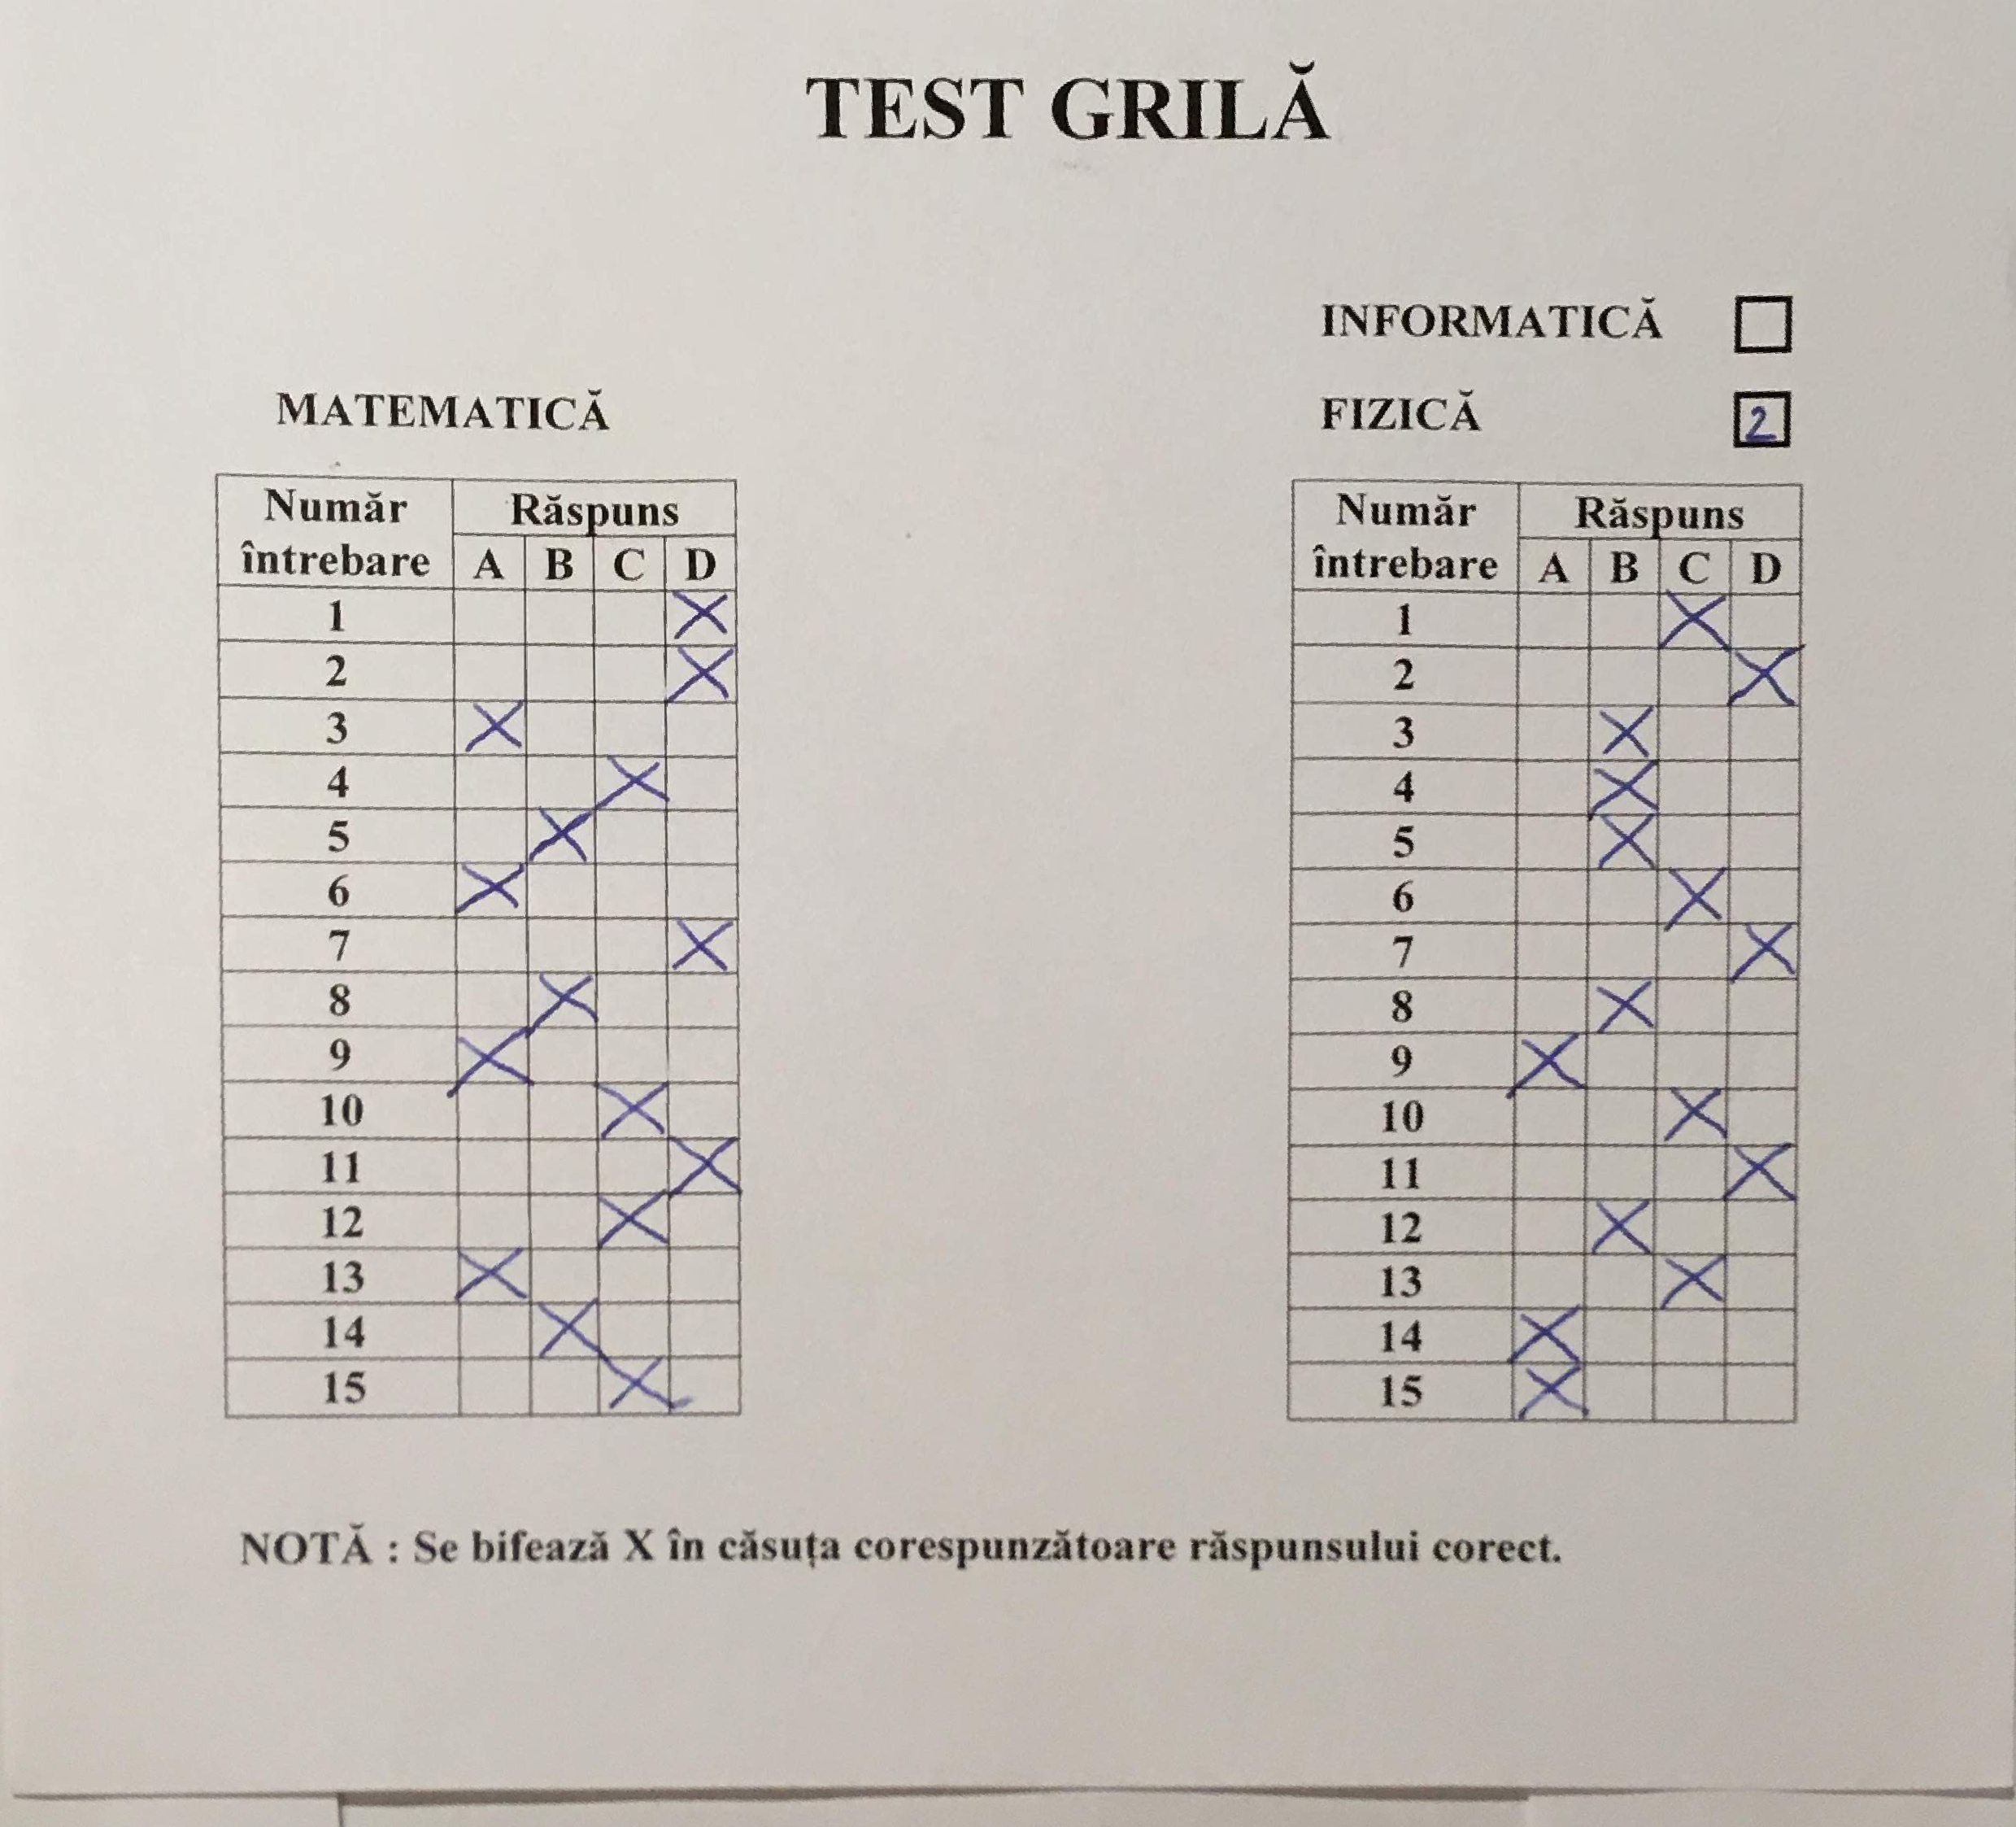 TEST GRILĂ
INFORMATICĂ
MATEMATICĂ
FIZICĂ 2
Număr întrebare Răspuns
A B C D
1 X
2 X
3 X
4 X
5 X
6 X
7 X
8 X
9 X
10 X
11 X
12 X
13 X
14 X
15 X
Număr întrebare Răspuns
A B C D
1 X
2 X
3 X
4 X
5 X
6 X
7 X
8 X
9 X
10 X
11 X
12 X
13 X
14 X
15 X
NOTĂ : Se bifează X în căsuța corespunzătoare răspunsului corect.